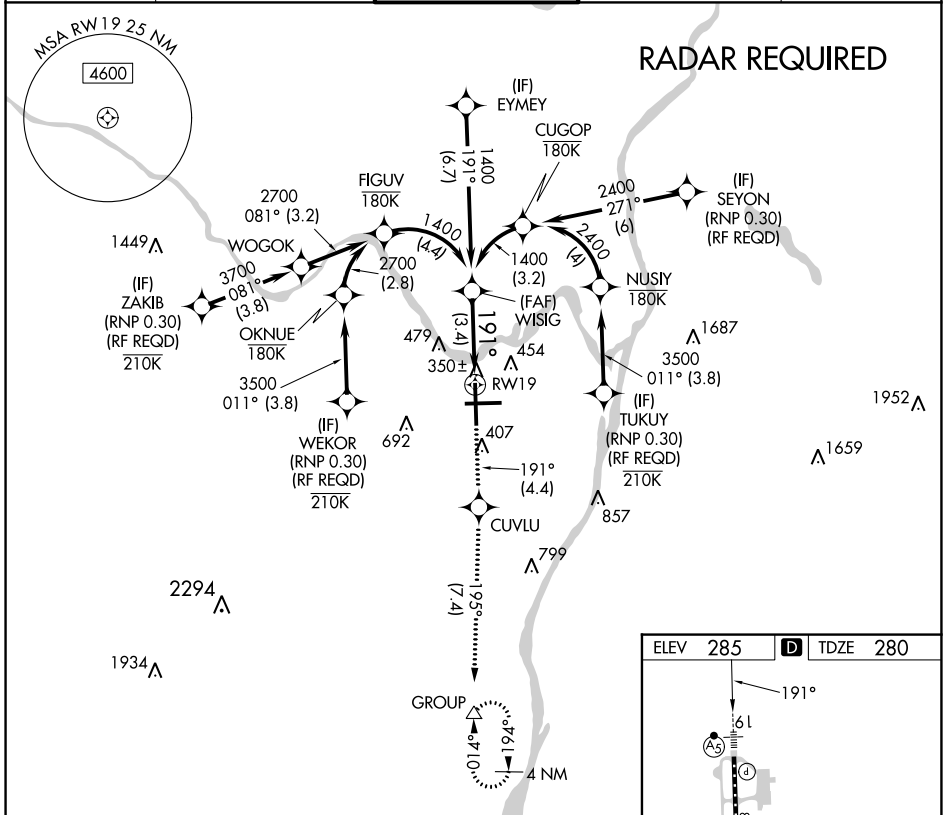 MSA RW19 25 NM
4600
RADAR REQUIRED
(IF)
EYMEY
1400
191°
(6.7)
CUGOP
180K
FIGUV
180K
2400
271°
(6)
(IF)
SEYON
(RNP 0.30)
(RF REQD)
2700
081° (3.2)
1449
WOGOK
1400
(4.4)
1400
(3.2)
2400
(4)
3700
081°
(3.8)
2700
(2.8)
NUSIY
180K
(IF)
ZAKIB
(RNP 0.30)
(RF REQD)
210K
OKNUE
180K
(FAF)
WISIG
191°
(3.4)
479
454
350±
RW19
1687
3500
011° (3.8)
3500
011° (3.8)
(IF)
WEKOR
(RNP 0.30)
(RF REQD)
210K
692
407
(IF)
TUKUY
(RNP 0.30)
(RF REQD)
210K
1952
1659
191°
(4.4)
CUVLU
857
799
195°
(7.4)
2294
1934
GROUP
014°
194°
4 NM
ELEV 285 D TDZE 280
191°
19
A5
P